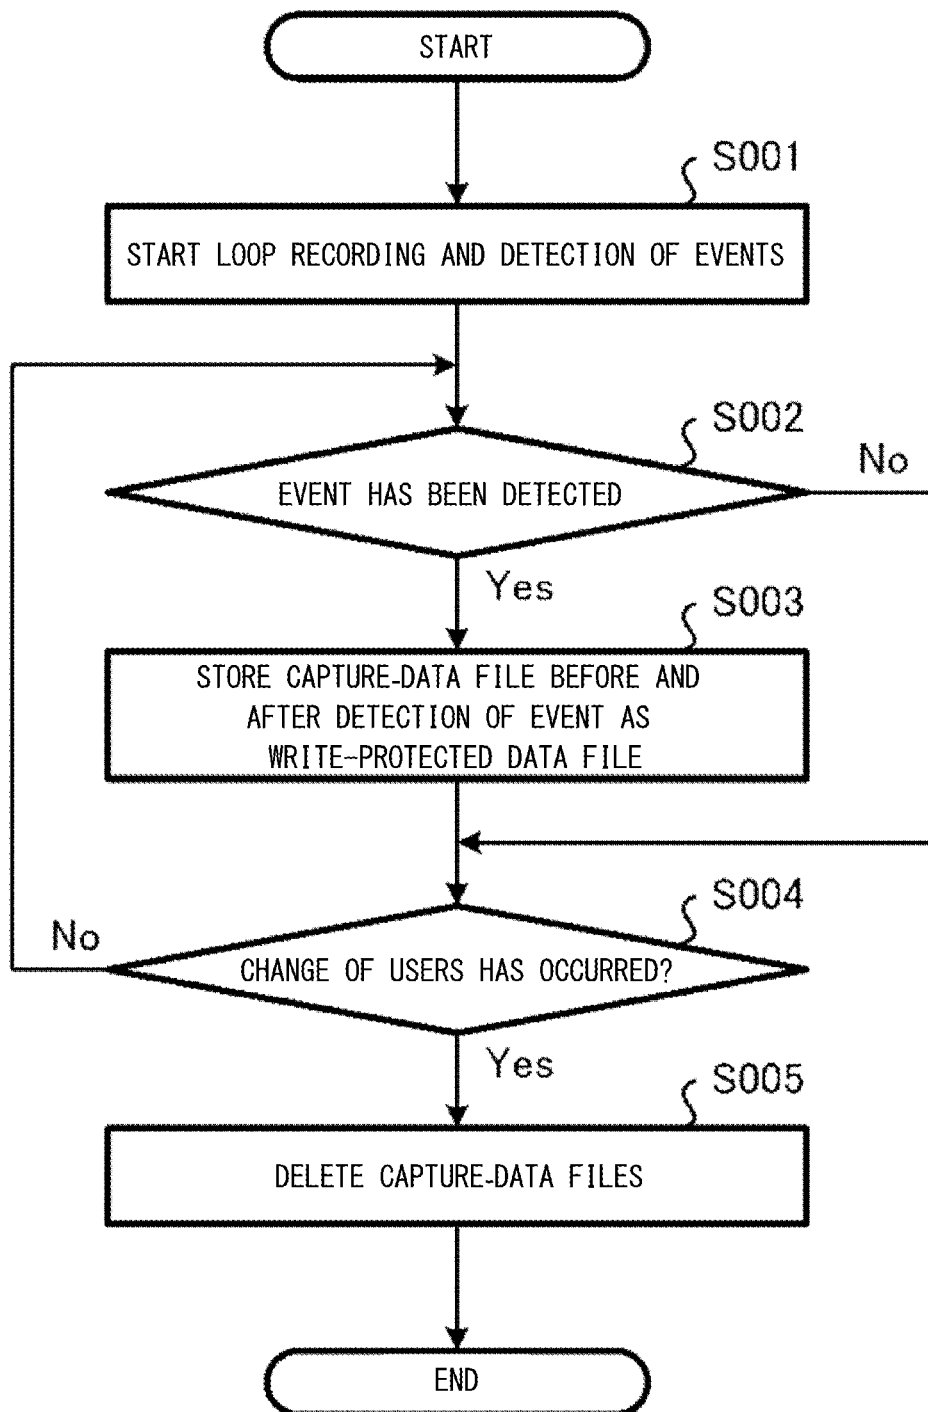 START
S001
START LOOP RECORDING AND DETECTION OF EVENTS
S002
No
EVENT HAS BEEN DETECTED
Yes
S003
STORE CAPTURE-DATA FILE BEFORE AND
AFTER DETECTION OF EVENT AS
WRITE-PROTECTED DATA FILE
S004
No
CHANGE OF USERS HAS OCCURRED?
Yes
S005
DELETE CAPTURE-DATA FILES
END